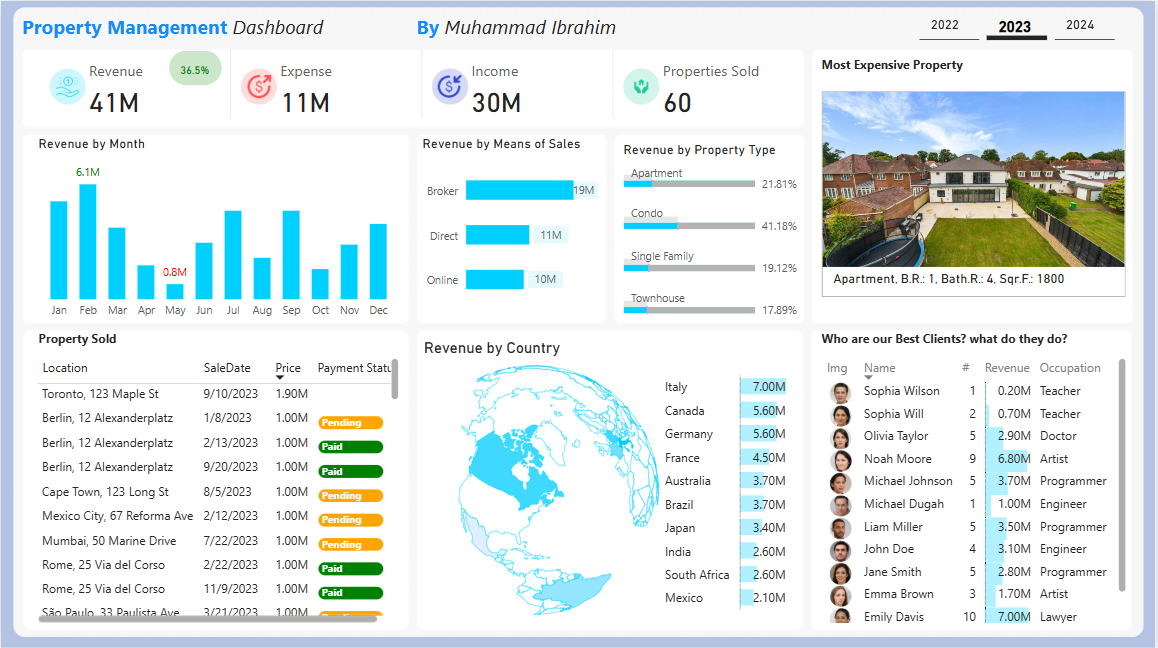 Property Management Dashboard
By Muhammad Ibrahim
2022
2023
2024
Revenue
41M
36.5%
Expense
11M
Income
30M
Properties Sold
60
Most Expensive Property
Apartment, B.R.: 1, Bath.R.: 4, Sqr.F.: 1800
Revenue by Month
6.1M
0.8M
Jan Feb Mar Apr May Jun Jul Aug Sep Oct Nov Dec
Revenue by Means of Sales
Broker 19M
Direct 11M
Online 10M
Revenue by Property Type
Apartment
21.81%
Condo
41.18%
Single Family
19.12%
Townhouse
17.89%
Property Sold
Location SaleDate Price Payment Statu
Toronto, 123 Maple St 9/10/2023 1.90M
Berlin, 12 Alexanderplatz 1/8/2023 1.00M Pending
Berlin, 12 Alexanderplatz 2/13/2023 1.00M Paid
Berlin, 12 Alexanderplatz 9/20/2023 1.00M Paid
Cape Town, 123 Long St 8/5/2023 1.00M Pending
Mexico City, 67 Reforma Ave 2/12/2023 1.00M Pending
Mumbai, 50 Marine Drive 7/22/2023 1.00M Pending
Rome, 25 Via del Corso 2/22/2023 1.00M Paid
Rome, 25 Via del Corso 11/9/2023 1.00M Paid
São Paulo, 33 Paulista Ave 3/21/2023 1.00M
Revenue by Country
Italy 7.00M
Canada 5.60M
Germany 5.60M
France 4.50M
Australia 3.70M
Brazil 3.70M
Japan 3.40M
India 2.60M
South Africa 2.60M
Mexico 2.10M
Who are our Best Clients? what do they do?
Img Name # Revenue Occupation
Sophia Wilson 1 0.20M Teacher
Sophia Will 2 0.70M Teacher
Olivia Taylor 5 2.90M Doctor
Noah Moore 9 6.80M Artist
Michael Johnson 5 3.70M Programmer
Michael Dugah 1 1.00M Engineer
Liam Miller 5 3.50M Programmer
John Doe 4 3.10M Engineer
Jane Smith 5 2.80M Programmer
Emma Brown 3 1.70M Artist
Emily Davis 10 7.00M Lawyer